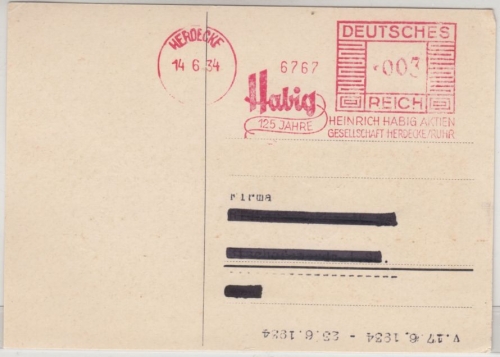 HERDECKE
14.6.34
6767
Habig
125 JAHRE
DEUTSCHES
003
REICH
HEINRICH HABIG AKTIEN
GESELLSCHAFT HERDECKE/RUHR
Firma
V.17.6.1934 - 23.6.1934